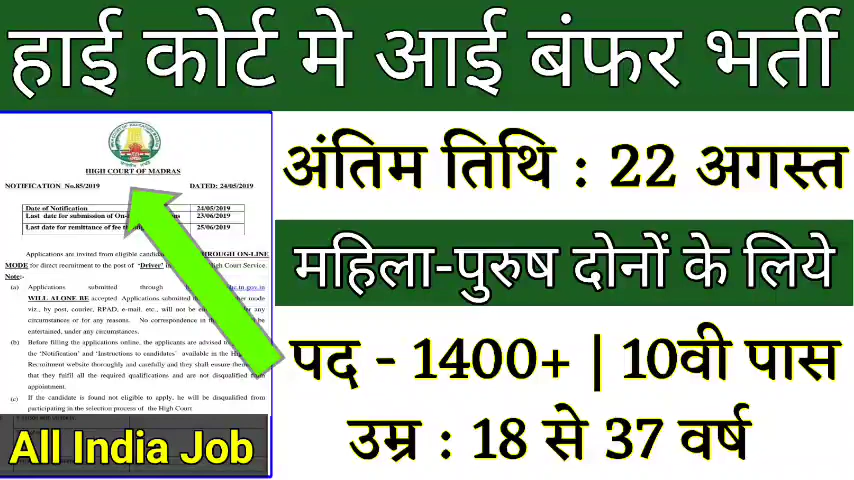 हाई कोर्ट मे आई बंफर भर्ती
HIGH COURT OF MADRAS
NOTIFICATION No.85/2019 DATED: 24/05/2019
Date of Notification 24/05/2019
Last date for submission of On- 23/06/2019
Last date for remittance of fee 25/06/2019
Applications are invited from eligible THROUGH ON-LINE
MODE for direct recruitment to the post of "Driver" in High Court Service.
Note:-
(a) Applications submitted through
WILL ALONE BE accepted. Applications submitted mode
viz., by post, courier, RPAD, e-mail, etc., will not be any
circumstances or for any reasons. No correspondence in be
entertained, under any circumstances.
(b) Before filling the applications online, the applicants are advised
the 'Notification' and 'Instructions to candidates' available in the
Recruitment website thoroughly and carefully and they shall ensure
that they fulfil all the required qualifications and are not disqualified
appointment.
(c) If the candidate is found not eligible to apply, he will be disqualified from
participating in the selection process of the High Court
All India Job
अंतिम तिथि : 22 अगस्त
महिला-पुरुष दोनों के लिये
पद - 1400+ | 10वी पास
उम्र : 18 से 37 वर्ष